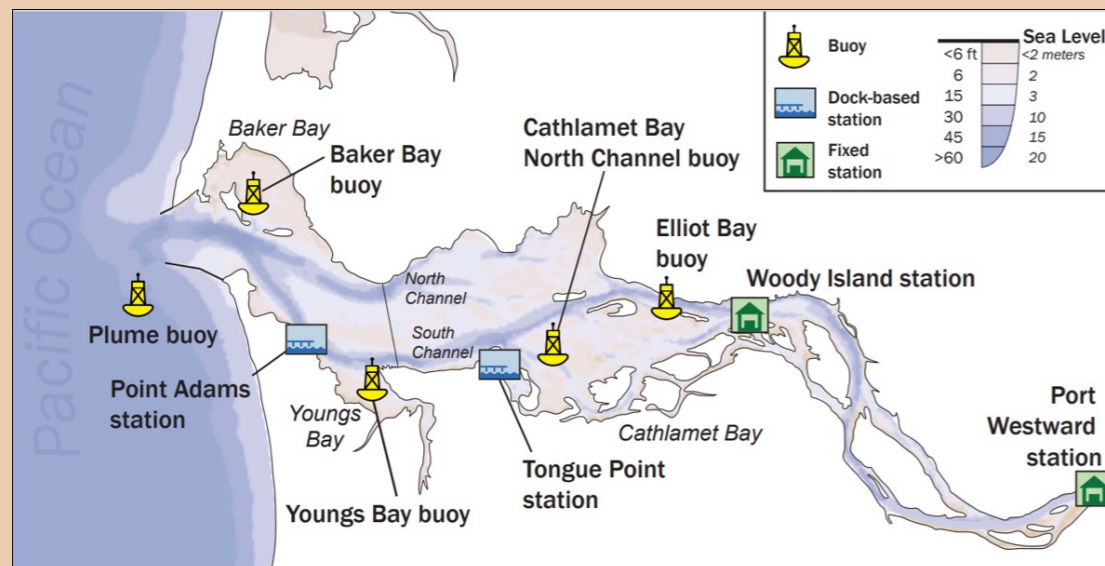 Pacific Ocean
Baker Bay
Baker Bay
buoy
Cathlamet Bay
North Channel buoy
Elliot Bay
buoy
Woody Island station
North
Channel
South
Channel
Plume buoy
Point Adams
station
Youngs
Bay
Youngs Bay buoy
Tongue Point
station
Cathlamet Bay
Port
Westward
station
Buoy
Dock-based
station
Fixed
station
Sea Level
<6 ft <2 meters
6 2
15 3
30 10
45 15
>60 20